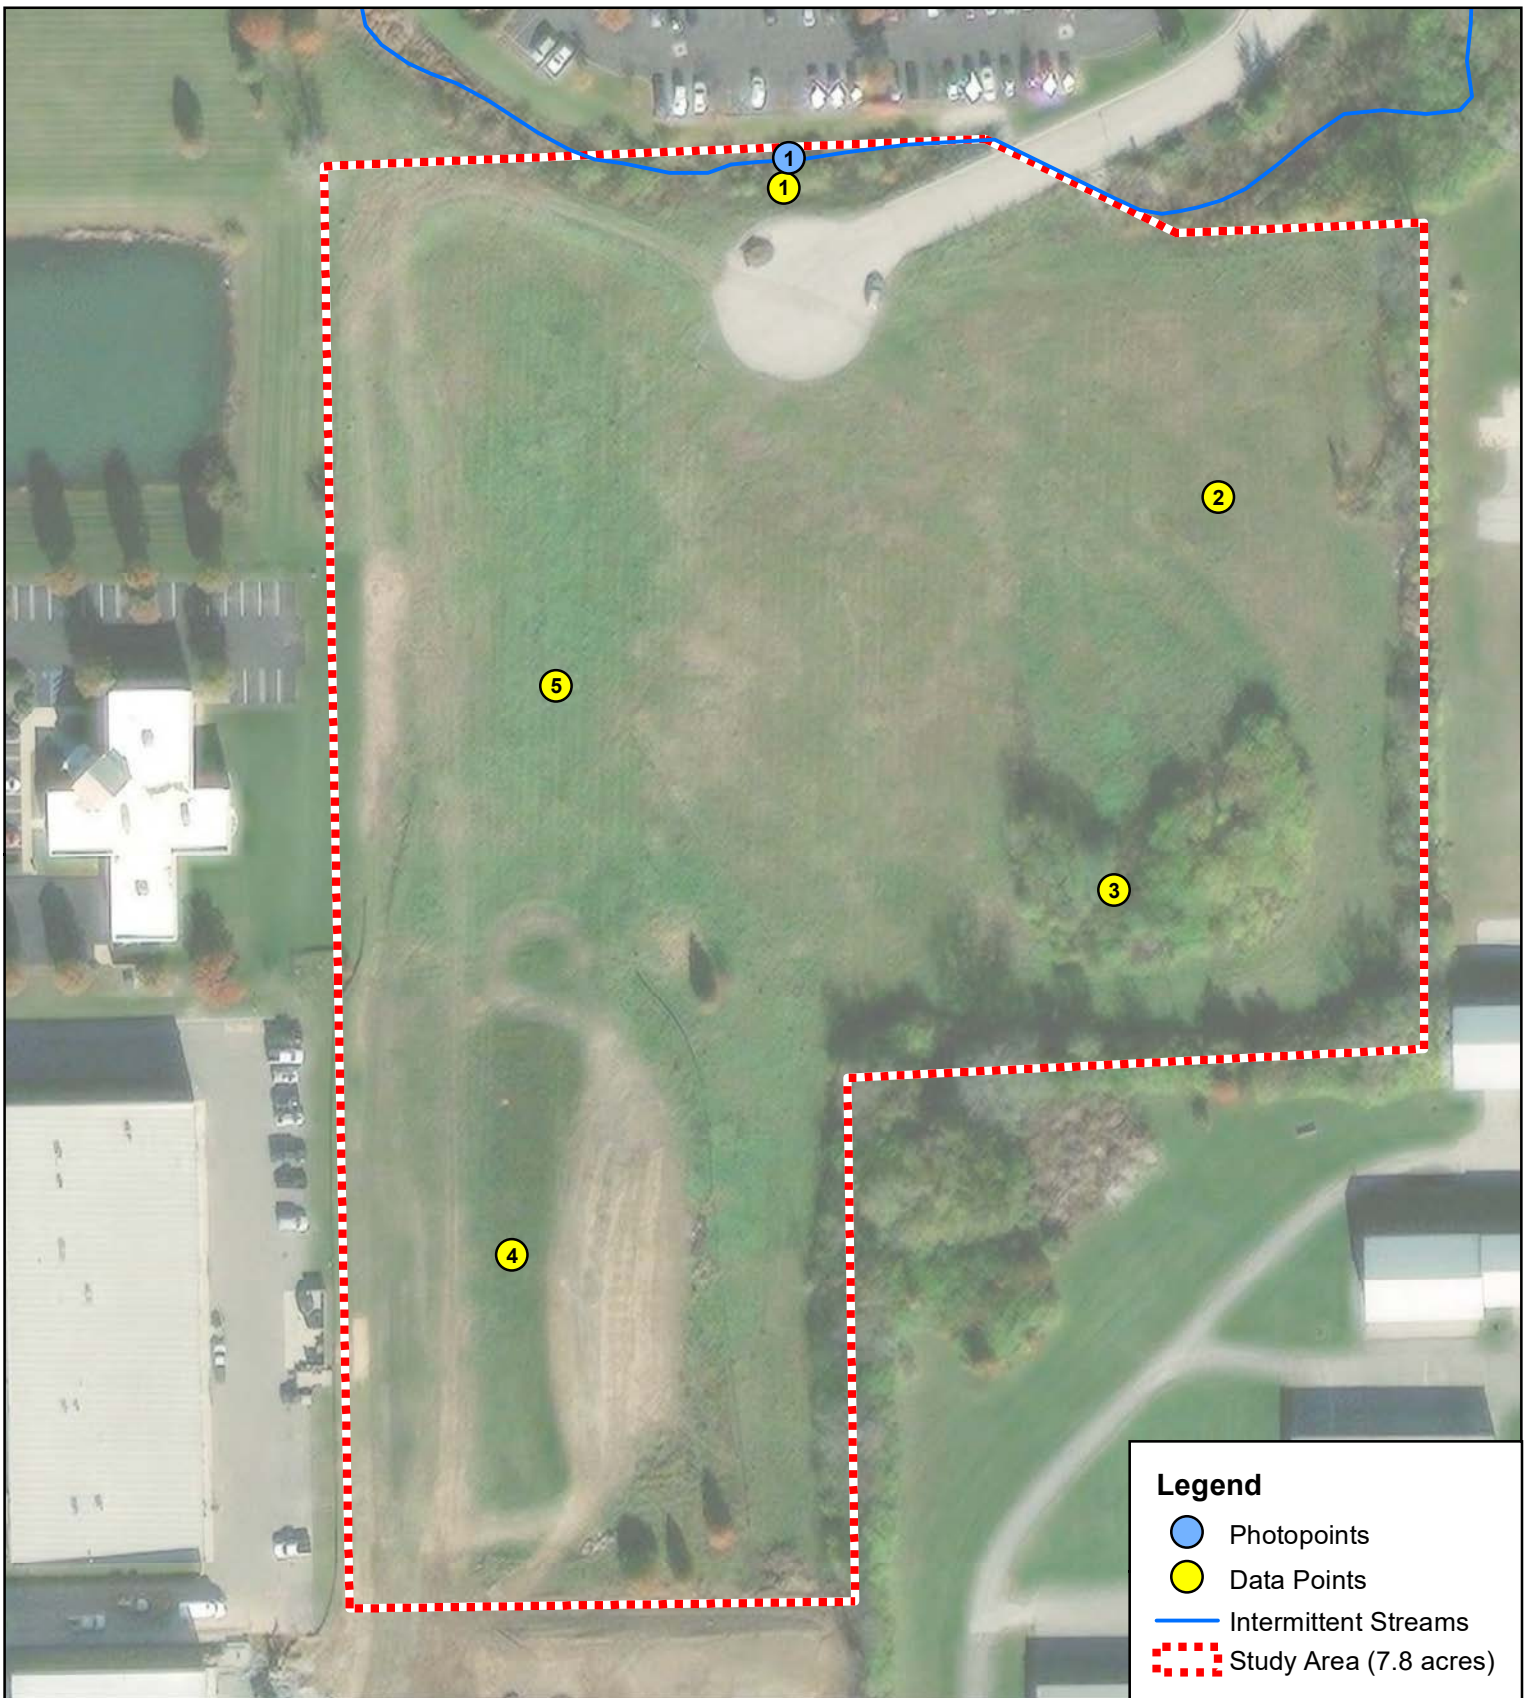 1
1
2
5
3
4
Legend
Photopoints
Data Points
Intermittent Streams
Study Area (7.8 acres)